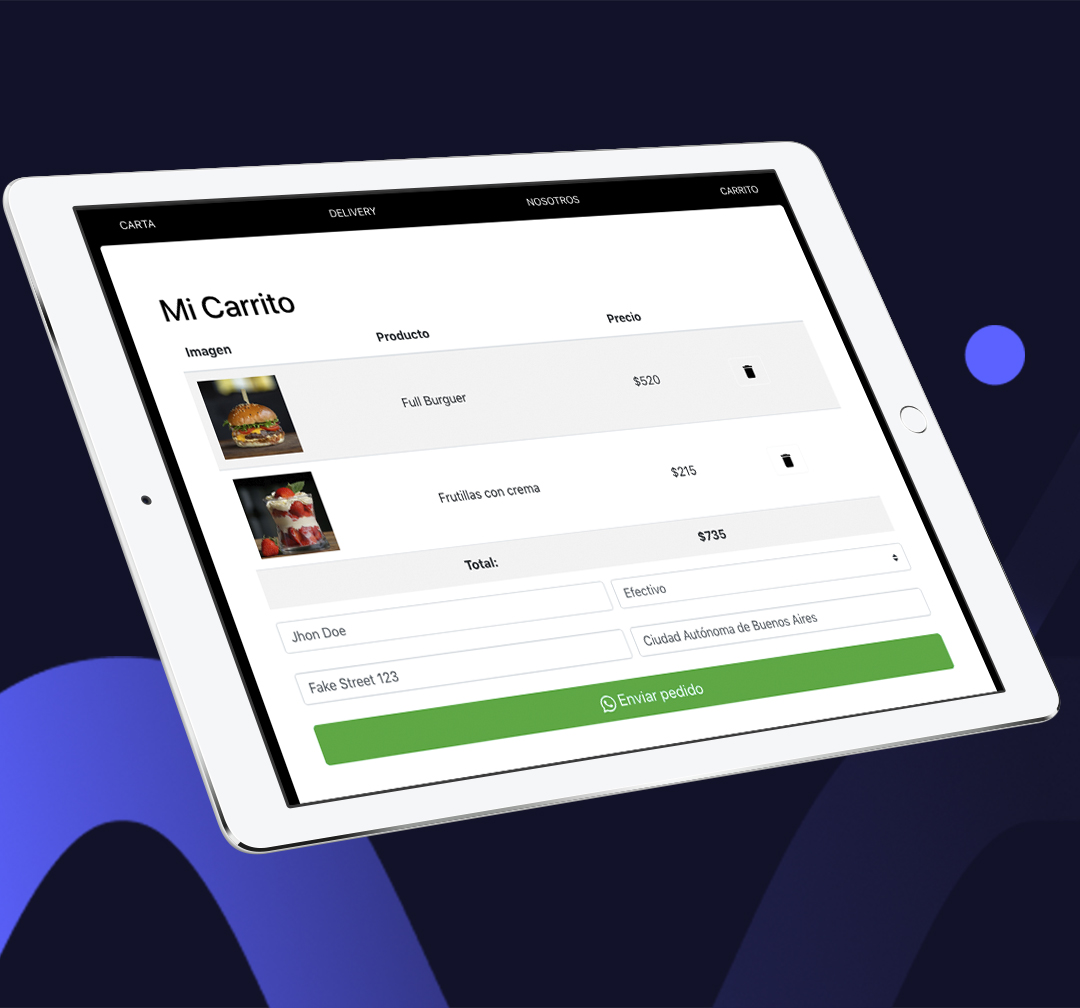 CARTA DELIVERY NOSOTROS CARRITO
Mi Carrito
Imagen Producto Precio
Full Burguer $520
Frutillas con crema $215
Total: $735
Jhon Doe Efectivo
Fake Street 123 Ciudad Autónoma de Buenos Aires
Enviar pedido